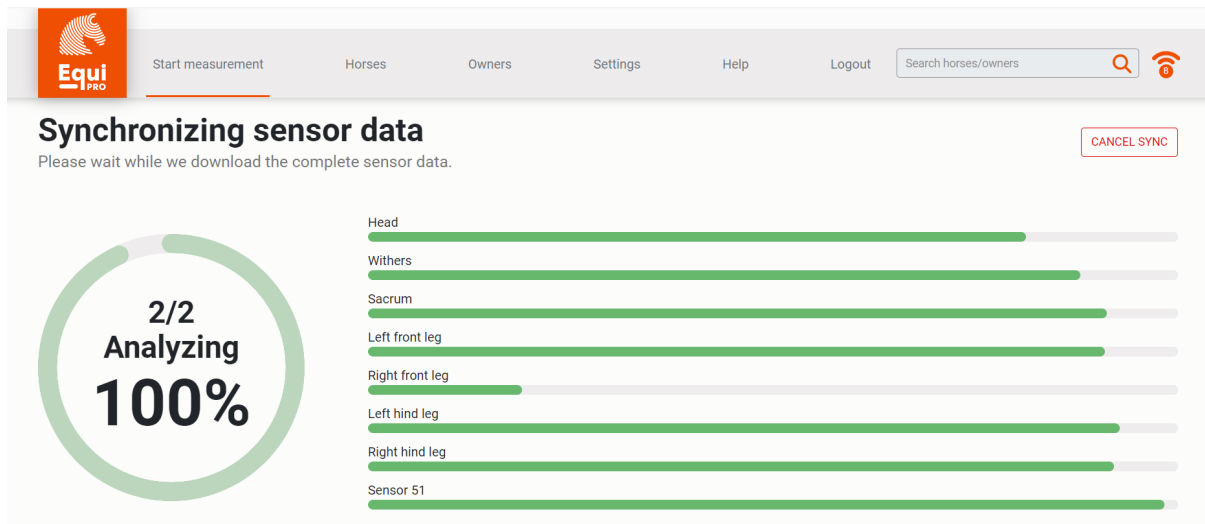 Equi
PRO
Start measurement
Horses
Owners
Settings
Help
Logout
Search horses/owners
8
Synchronizing sensor data
Please wait while we download the complete sensor data.
CANCEL SYNC
2/2
Analyzing
100%
Head
Withers
Sacrum
Left front leg
Right front leg
Left hind leg
Right hind leg
Sensor 51